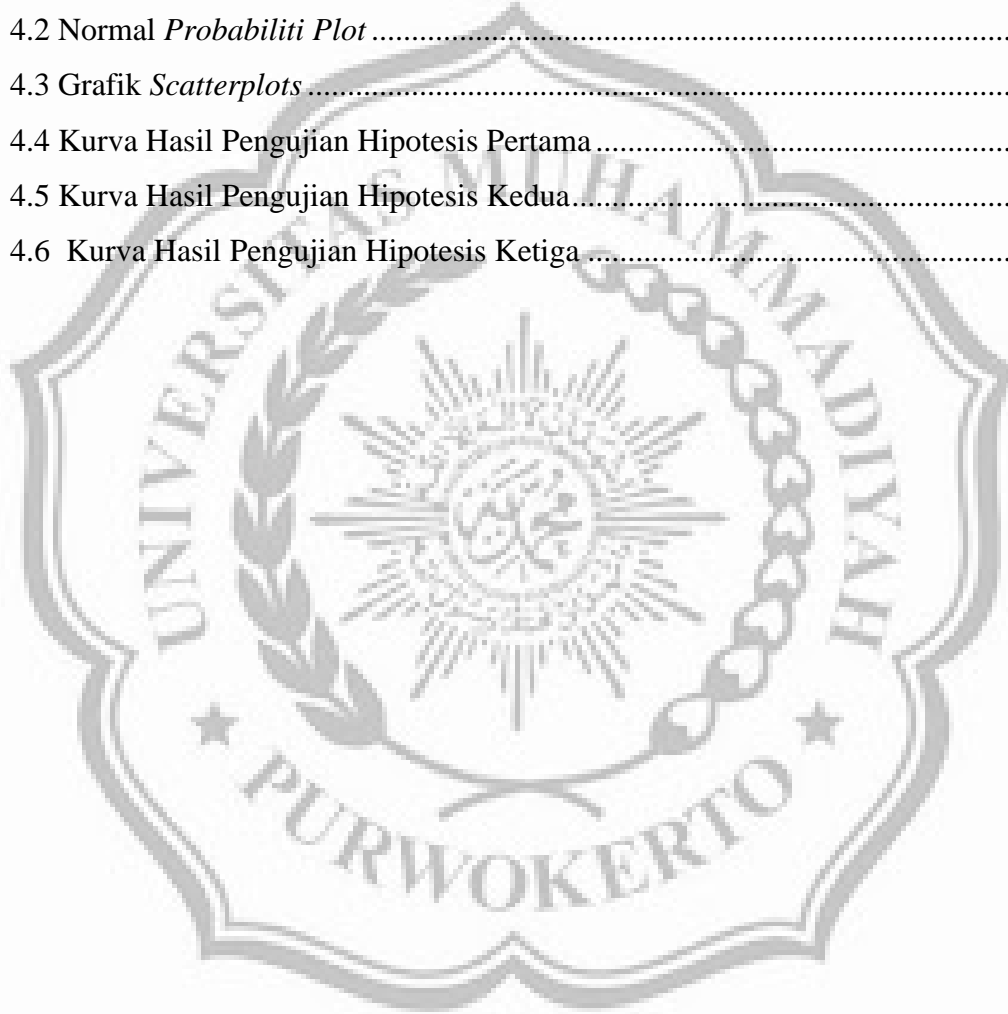 4.2 Normal Probabiliti Plot ..........................................................................
4.3 Grafik Scatterplots ..................................................................................
4.4 Kurva Hasil Pengujian Hipotesis Pertama ..............................................
4.5 Kurva Hasil Pengujian Hipotesis Kedua.................................................
4.6 Kurva Hasil Pengujian Hipotesis Ketiga ...............................................
UNIVERSITAS MUHAMMADIYAH
★ PURWOKERTO ★